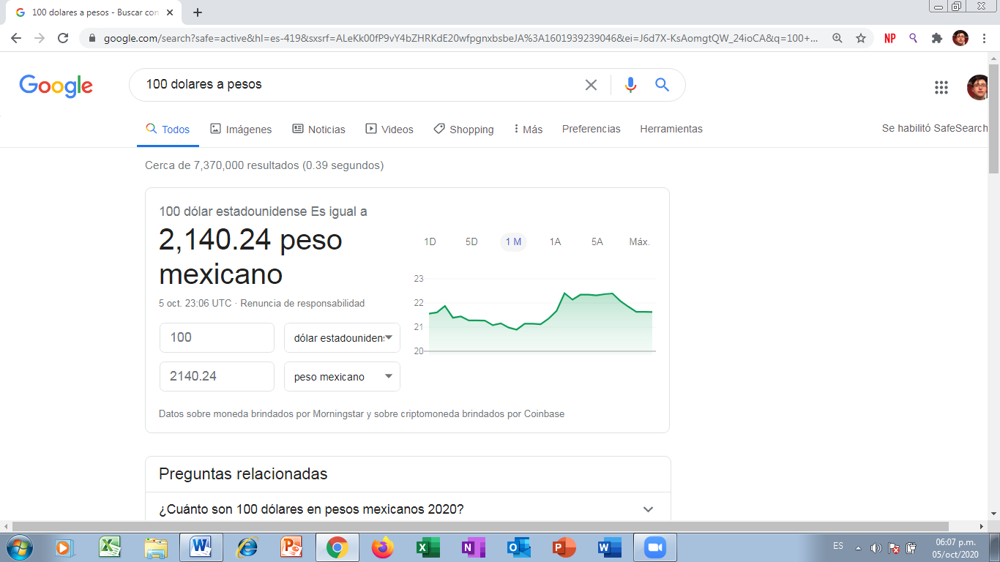 100 dolares a pesos - Buscar con
google.com/search?safe=active&hl=es-419&sxsrf=ALeKk00fP9vY4bZHRKdE20wfpgnxbsbeJA%3A1601939239046&ei=J6d7X-KsAomgtQW_24ioCA&q=100+...
NP
Google
100 dolares a pesos
Todos
Imágenes
Noticias
Videos
Shopping
Más
Preferencias
Herramientas
Se habilitó SafeSearch
Cerca de 7,370,000 resultados (0.39 segundos)
100 dólar estadounidense Es igual a
2,140.24 peso
mexicano
5 oct. 23:06 UTC · Renuncia de responsabilidad
100
dólar estadouniden
2140.24
peso mexicano
1D
5D
1 M
1A
5A
Máx.
23
22
21
20
Datos sobre moneda brindados por Morningstar y sobre criptomoneda brindados por Coinbase
Preguntas relacionadas
¿Cuánto son 100 dólares en pesos mexicanos 2020?
ES
06:07 p.m.
05/oct/2020